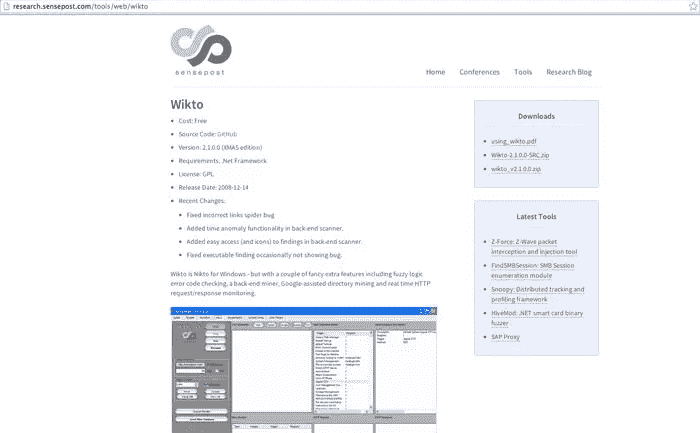 research.sensepost.com/tools/web/wikto
sensepost
Home Conferences Tools Research Blog
Wikto
Cost: Free
Source Code: GitHub
Version: 2.1.0.0 (XMAS edition)
Requirements: .Net Framework
License: GPL
Release Date: 2008-12-14
Recent Changes:
Fixed incorrect links spider bug
Added time anomaly functionality in back-end scanner.
Added easy access (and icons) to findings in back-end scanner.
Fixed executable finding occasionally not showing bug.
Wikto is Nikto for Windows - but with a couple of fancy extra features including fuzzy logic
error code checking, a back-end miner, Google-assisted directory mining and real time HTTP
request/response monitoring.
Downloads
using_wikto.pdf
Wikto-2.1.0.0-SRC.zip
wikto_v2.1.0.0.zip
Latest Tools
Z-Force: Z-Wave packet
interception and injection tool
FindSMBSession: SMB Session
enumeration module
Snoopy: Distributed tracking and
profiling framework
HiveMod: .NET smart card binary
fuzzer
SAP Proxy